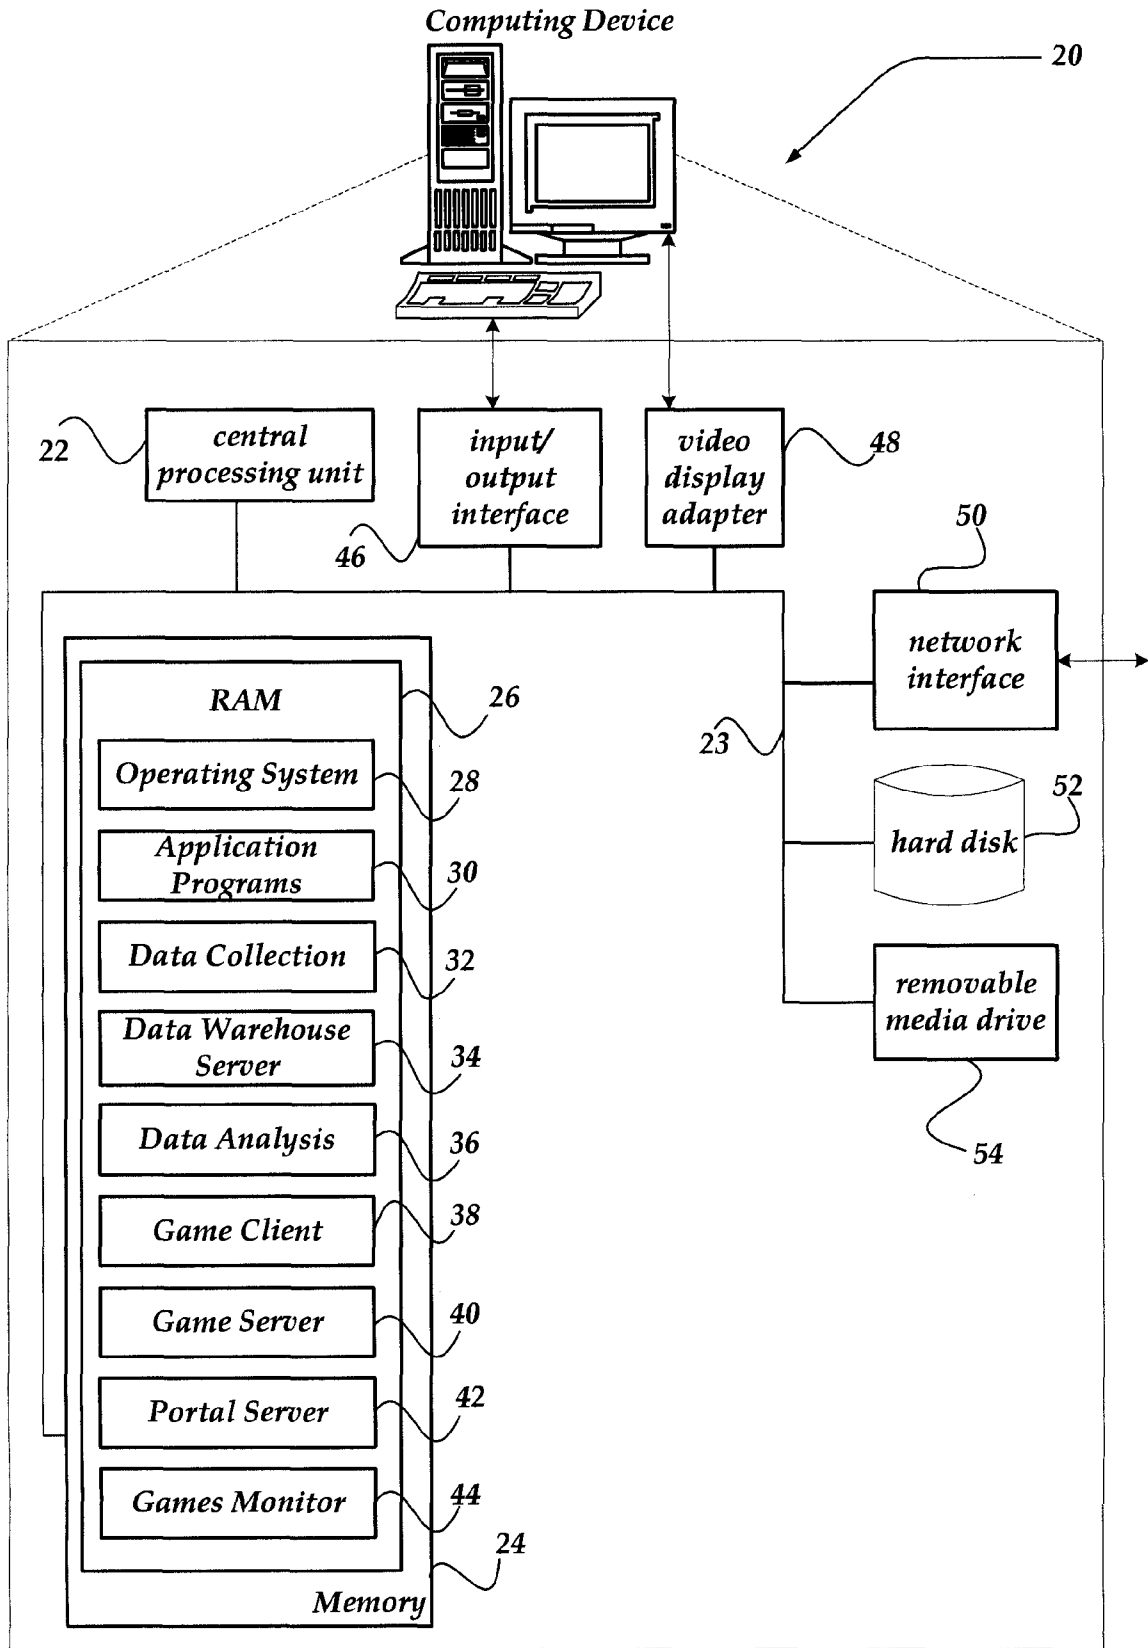 Computing Device
20
22
central
processing unit
input/
output
interface
46
video
display
adapter
48
50
network
interface
23
RAM
26
Operating System
28
Application
Programs
30
Data Collection
32
Data Warehouse
Server
34
Data Analysis
36
Game Client
38
Game Server
40
Portal Server
42
Games Monitor
44
24
Memory
hard disk
52
removable
media drive
54